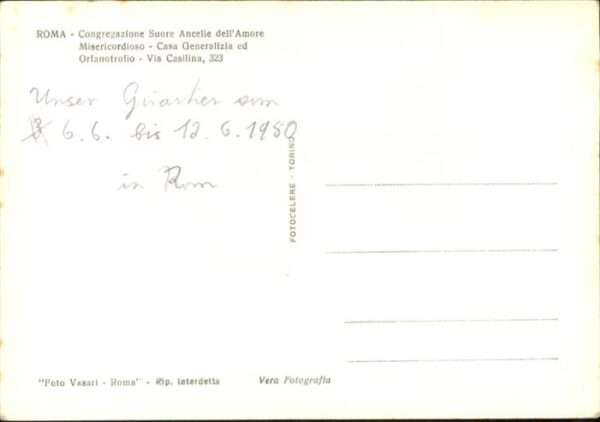 ROMA - Congregazione Suore Ancelle dell'Amore
Misericordioso - Casa Generalizia ed
Orfanotrofio - Via Casilina, 323
Unser Quartier vom
6.6. bis 12.6.1980
in Rom
FOTOCELERE - TORINO
"Foto Vasari - Roma" - Rip. interdetta
Vera Fotografia